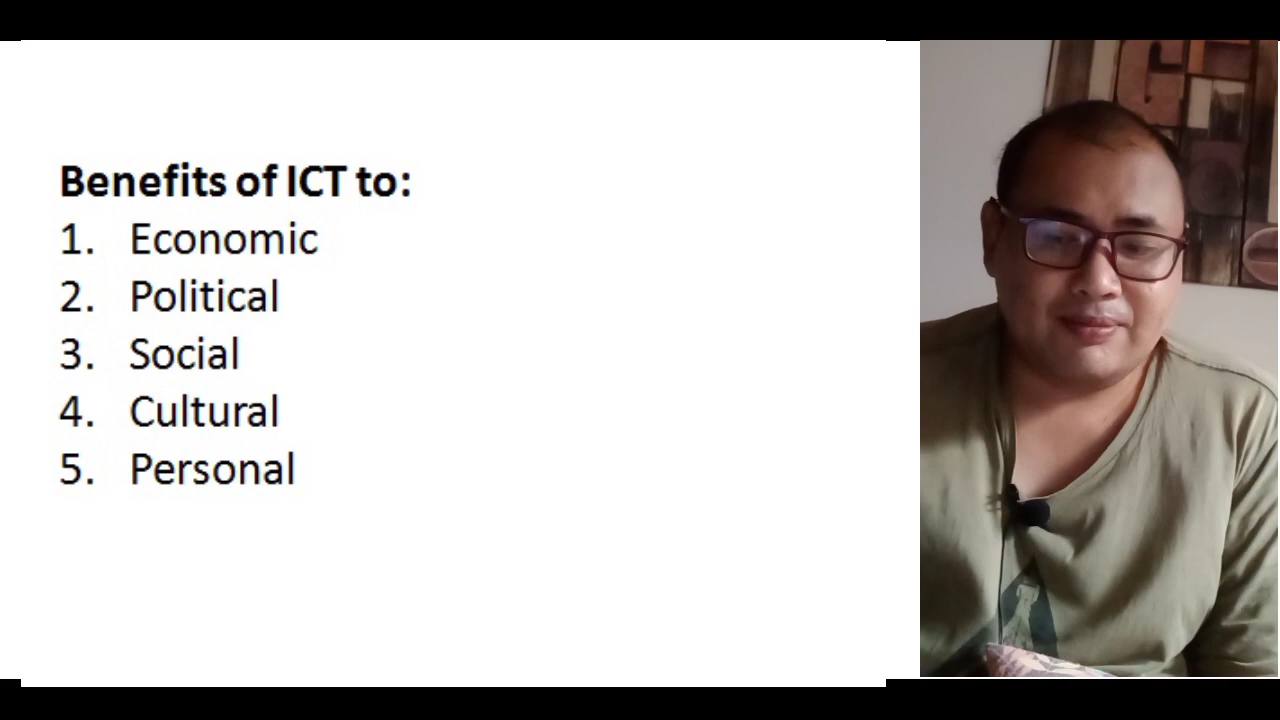 Benefits of ICT to:
1. Economic
2. Political
3. Social
4. Cultural
5. Personal